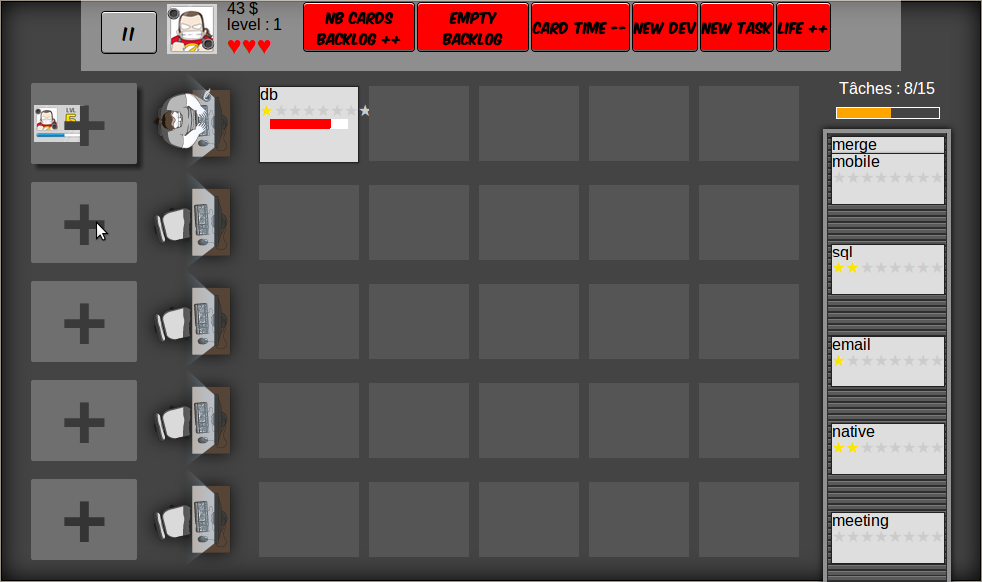 II
43 $
level : 1
NB CARDS
BACKLOG ++
EMPTY
BACKLOG
CARD TIME --
NEW DEV
NEW TASK
LIFE ++
Tâches : 8/15
LVL
db
merge
mobile
sql
email
native
meeting